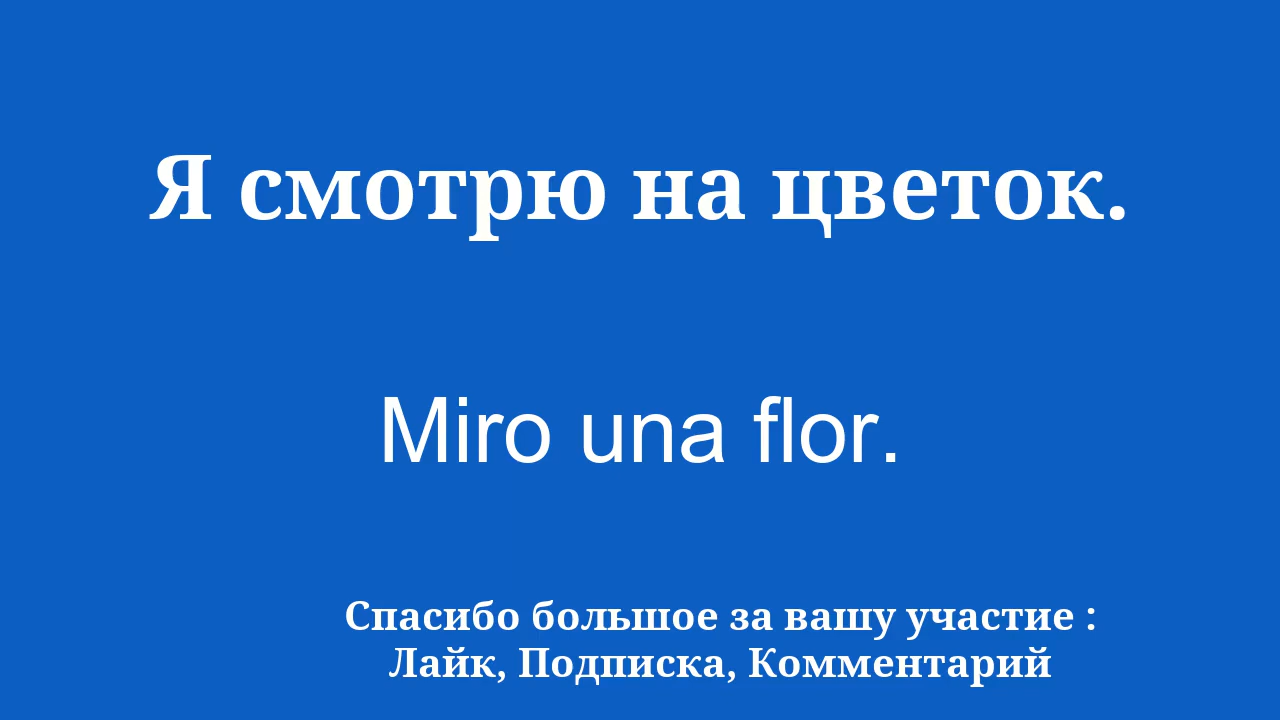 Я смотрю на цветок.
Miro una flor.
Спасибо большое за вашу участие :
Лайк, Подписка, Комментарий